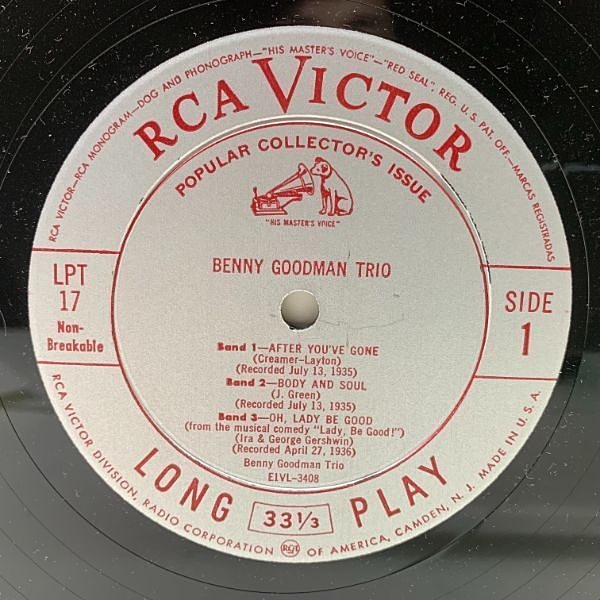 RCA VICTOR—RCA MONOGRAM—DOG AND PHONOGRAPH—"HIS MASTER'S VOICE"—"RED SEAL" REG. U. S. PAT. OFF.—MARCAS REGISTRADAS
RCA VICTOR
POPULAR COLLECTOR'S ISSUE
"HIS MASTER'S VOICE"
BENNY GOODMAN TRIO
LPT
17
Non-
Breakable
SIDE
1
Band 1—AFTER YOU'VE GONE
(Creamer-Layton)
(Recorded July 13, 1935)
Band 2—BODY AND SOUL
(J. Green)
(Recorded July 13, 1935)
Band 3—OH, LADY BE GOOD
(from the musical comedy "Lady, Be Good!")
(Ira & George Gershwin)
(Recorded April 27, 1936)
Benny Goodman Trio
E1VL-3408
LONG 33 1/3 PLAY
RCA VICTOR DIVISION, RADIO CORPORATION RCA OF AMERICA, CAMDEN, N. J. MADE IN U.S.A.